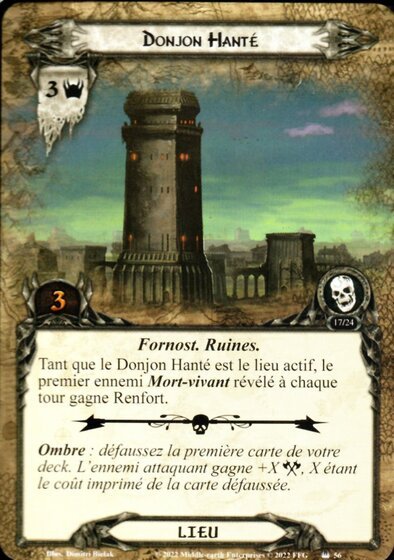 Donjon Hanté
3
3
17/24
Fornost. Ruines.
Tant que le Donjon Hanté est le lieu actif, le
premier ennemi Mort-vivant révélé à chaque
tour gagne Renfort.
Ombre : défaussez la première carte de votre
deck. L'ennemi attaquant gagne +X , X étant
le coût imprimé de la carte défaussée.
LIEU
Illus. Dimitri Bielak
© 2022 Middle-earth Enterprises © 2022 FFG
56